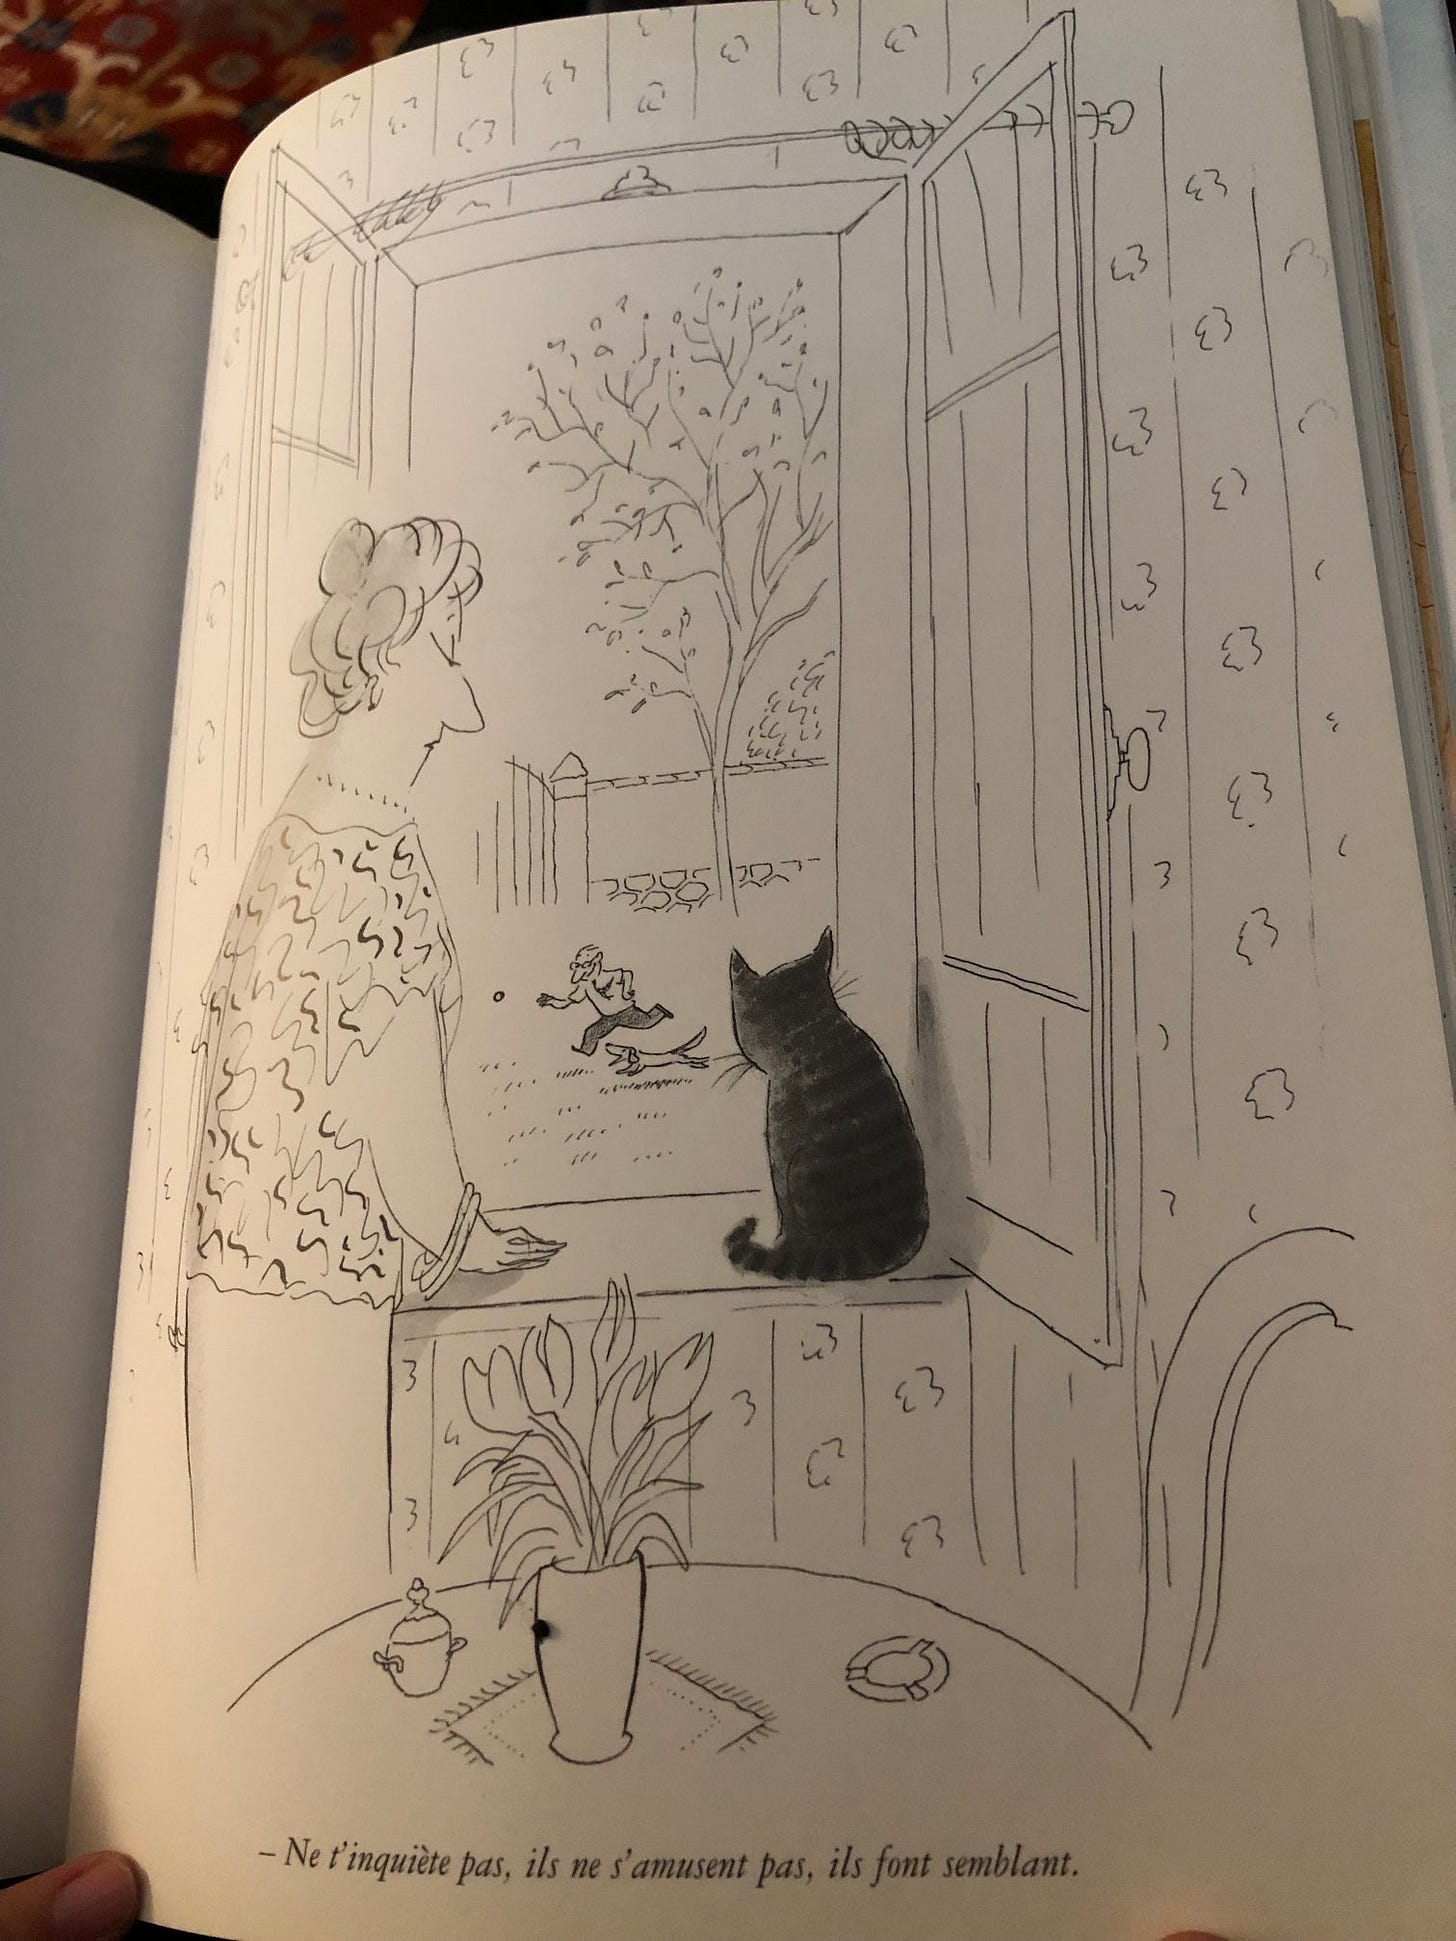 – Ne t'inquiète pas, ils ne s'amusent pas, ils font semblant.